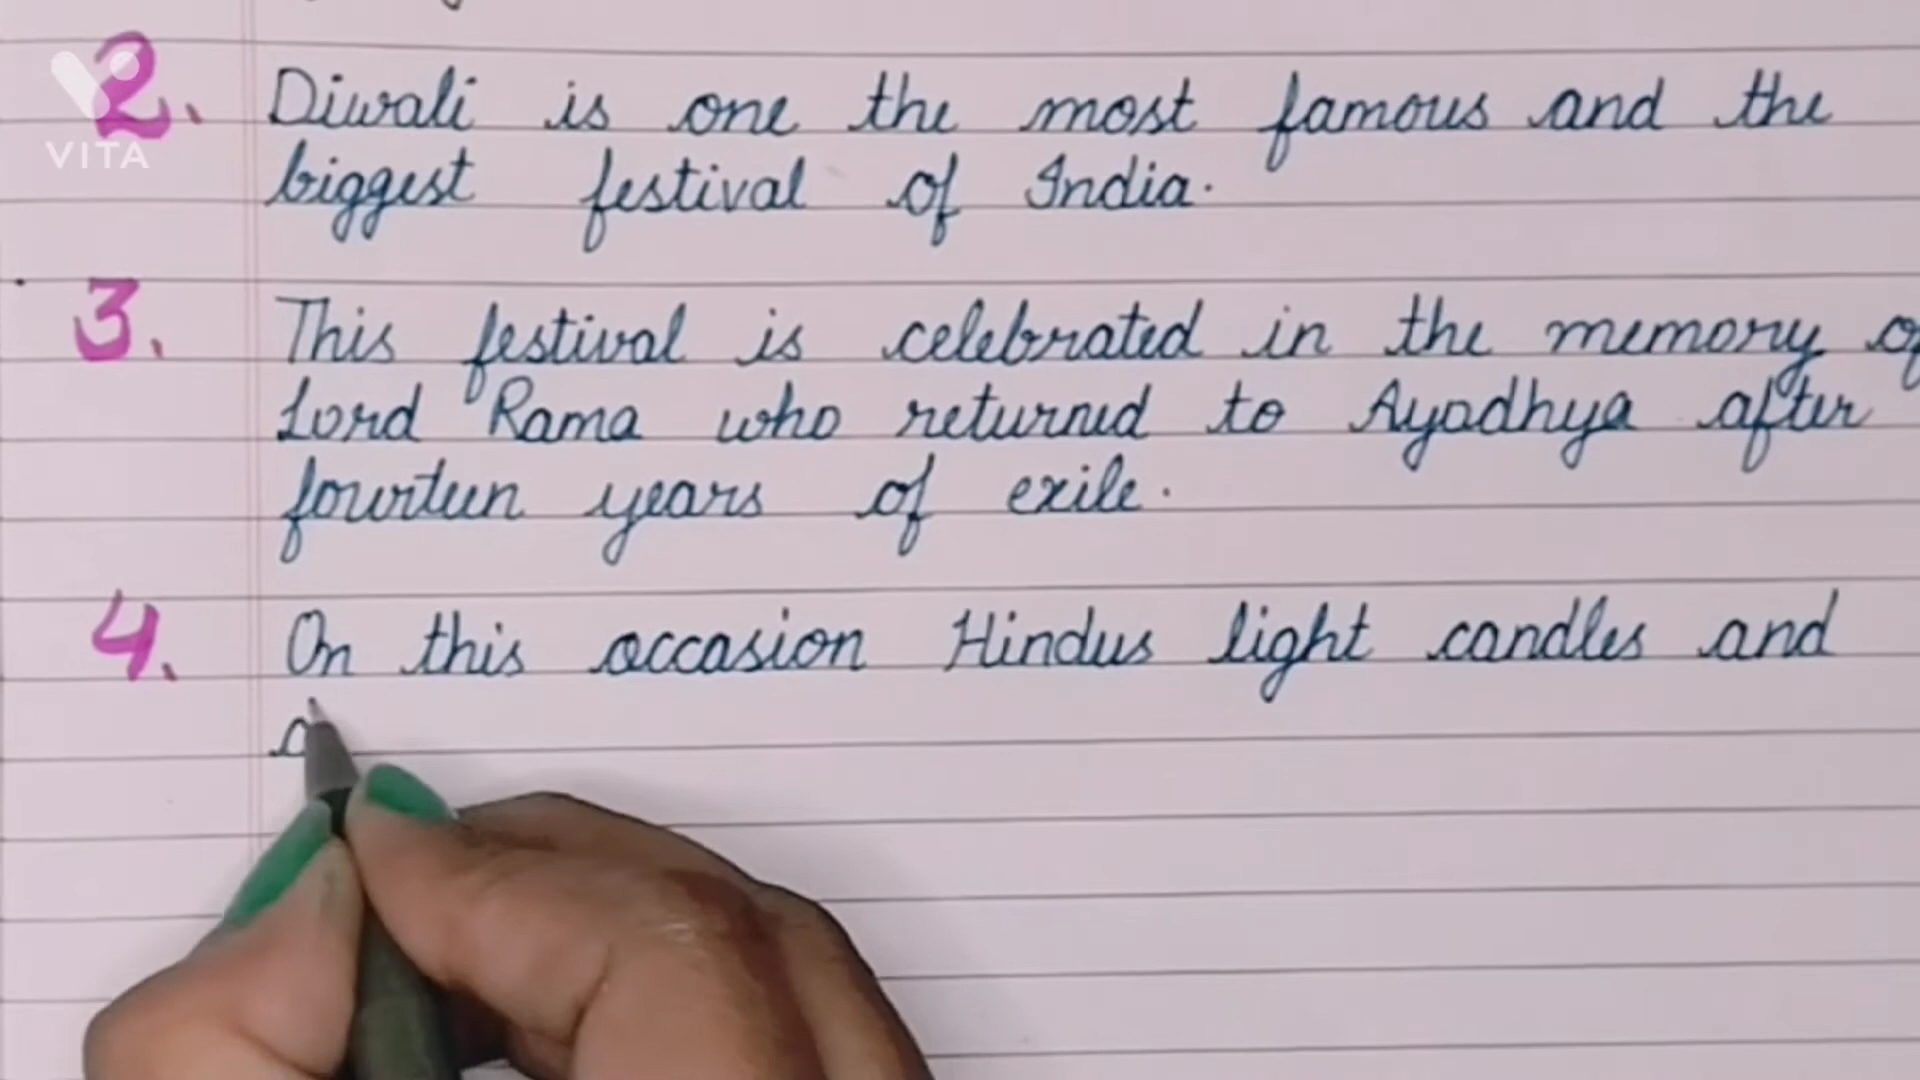 2. Diwali is one the most famous and the
biggest festival of India.
3. This festival is celebrated in the memory of
Lord Rama who returned to Ayodhya after
fourteen years of exile.
4. On this occasion Hindus light candles and
VITA